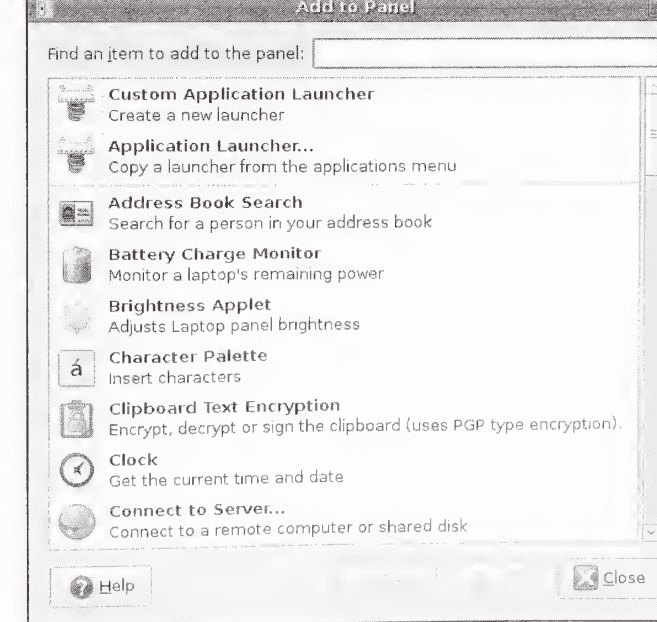 Add to Panel
Find an item to add to the panel:
Custom Application Launcher
Create a new launcher
Application Launcher...
Copy a launcher from the applications menu
Address Book Search
Search for a person in your address book
Battery Charge Monitor
Monitor a laptop's remaining power
Brightness Applet
Adjusts Laptop panel brightness
á
Character Palette
Insert characters
Clipboard Text Encryption
Encrypt, decrypt or sign the clipboard (uses PGP type encryption).
Clock
Get the current time and date
Connect to Server...
Connect to a remote computer or shared disk
Help
Close